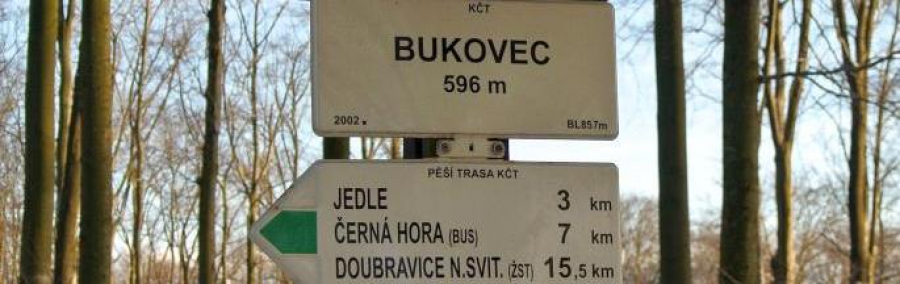 KČT
BUKOVEC
596 m
2002 BL857m
PĚŠÍ TRASA KČT
JEDLE 3 km
ČERNÁ HORA (BUS) 7 km
DOUBRAVICE N.SVIT. (ŽST) 15,5 km